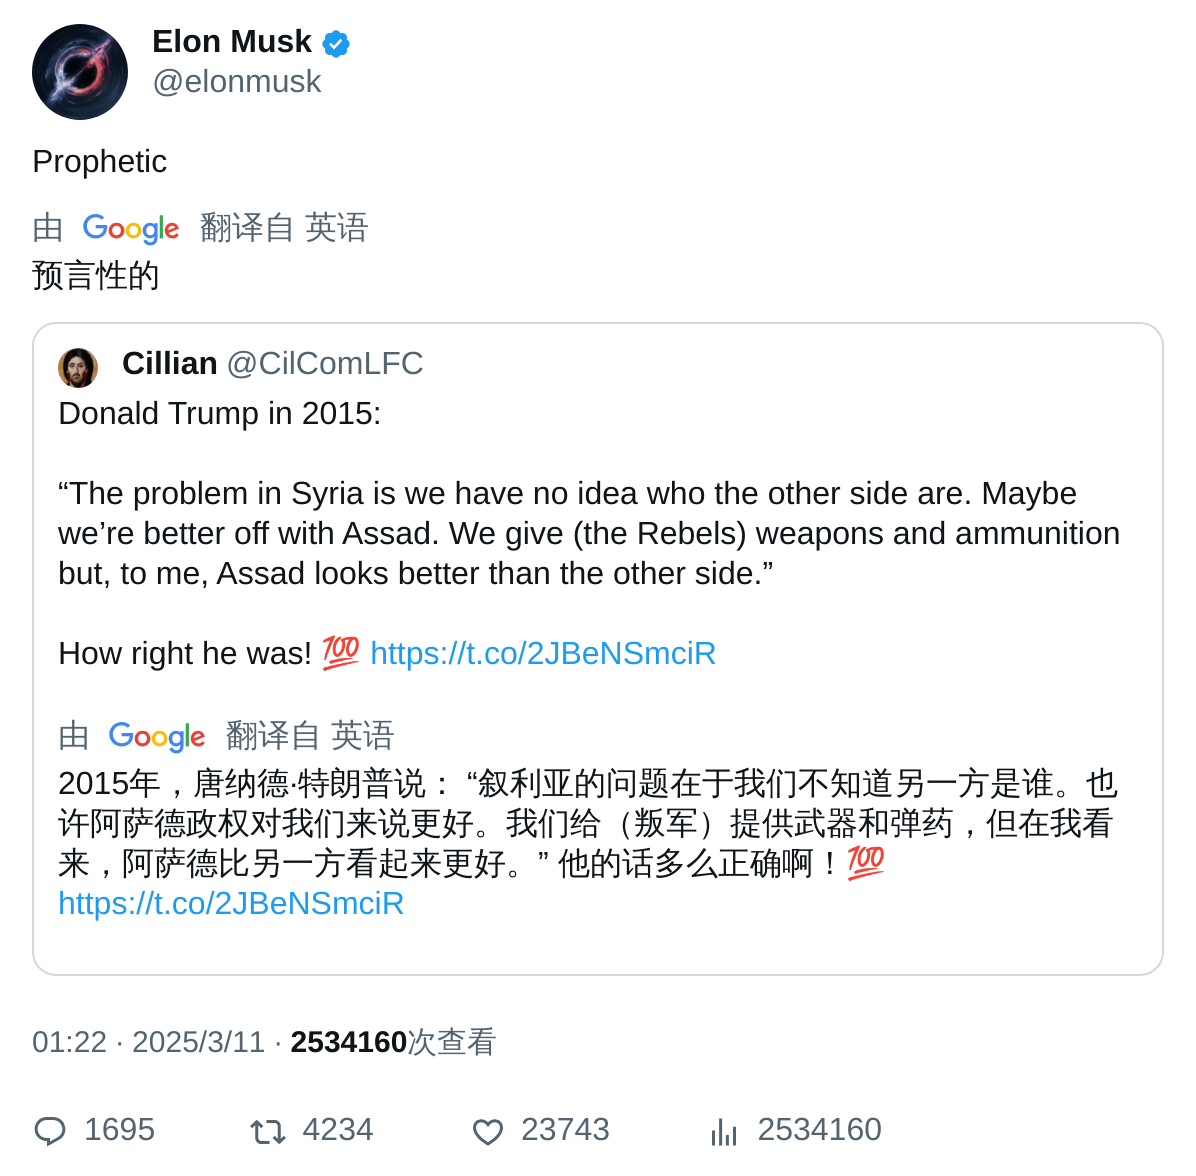 Elon Musk
@elonmusk
Prophetic
由 Google 翻译自 英语
预言性的
Cillian @CilComLFC
Donald Trump in 2015:
“The problem in Syria is we have no idea who the other side are. Maybe
we’re better off with Assad. We give (the Rebels) weapons and ammunition
but, to me, Assad looks better than the other side.”
How right he was! 💯 https://t.co/2JBeNSmciR
由 Google 翻译自 英语
2015年，唐纳德·特朗普说： “叙利亚的问题在于我们不知道另一方是谁。也
许阿萨德政权对我们来说更好。我们给（叛军）提供武器和弹药，但在我看
来，阿萨德比另一方看起来更好。” 他的话多么正确啊！💯
https://t.co/2JBeNSmciR
01:22 · 2025/3/11 · 2534160次查看
1695 4234 23743 2534160